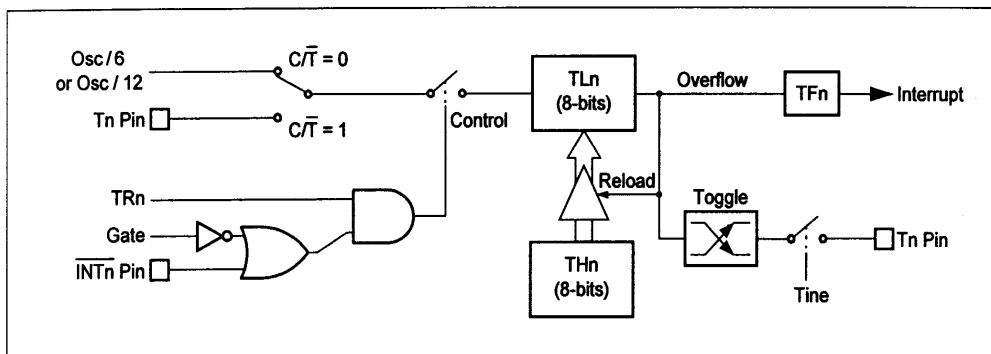 Osc / 6
or Osc / 12
C/T̅ = 0
Tn Pin
C/T̅ = 1
Control
TLn
(8-bits)
Overflow
TFn
Interrupt
Reload
Toggle
TRn
Gate
I̅N̅T̅n̅ Pin
THn
(8-bits)
Tn Pin
Tine